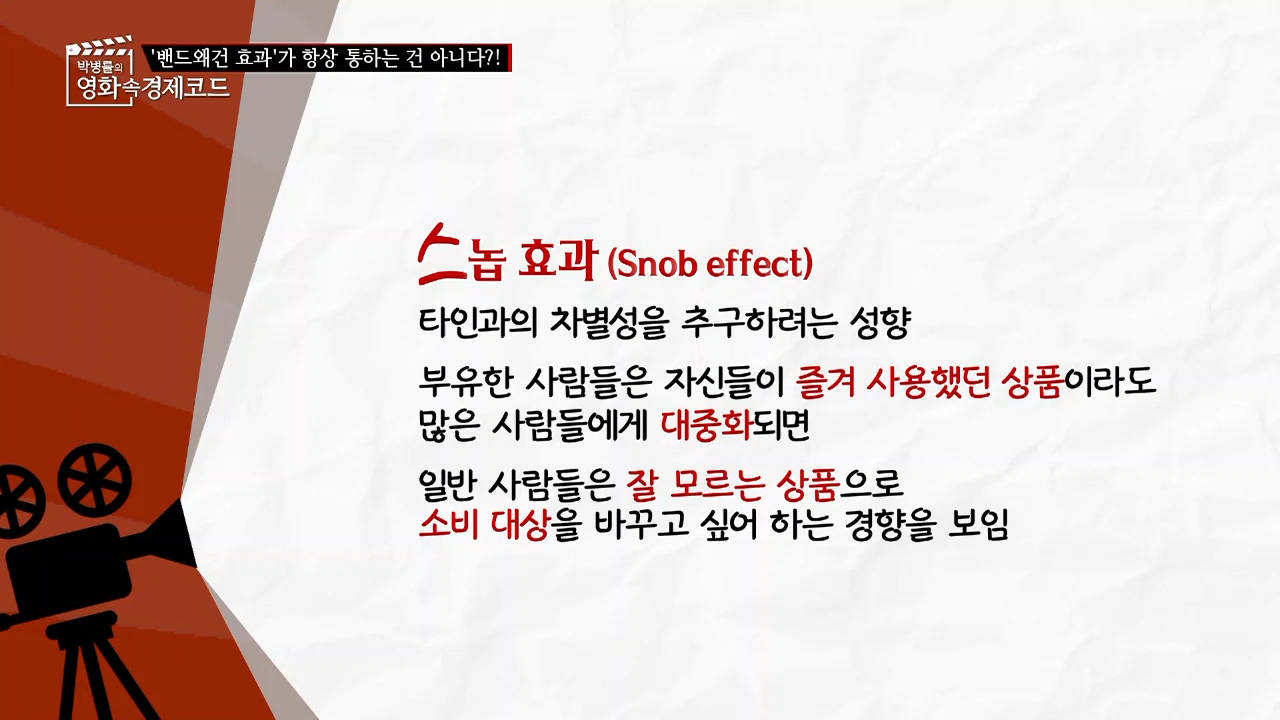 '밴드왜건 효과'가 항상 통하는 건 아니다?!
박병률의
영화속경제코드
스놉 효과 (Snob effect)
타인과의 차별성을 추구하려는 성향
부유한 사람들은 자신들이 즐겨 사용했던 상품이라도
많은 사람들에게 대중화되면
일반 사람들은 잘 모르는 상품으로
소비 대상을 바꾸고 싶어 하는 경향을 보임